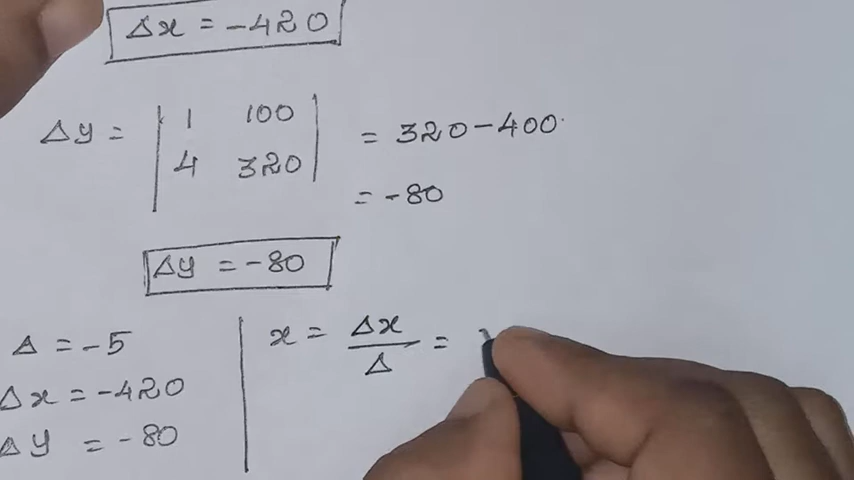 Δx = -420
Δy = | 1 100 | = 320 - 400
| 4 320 |
= -80
Δy = -80
Δ = -5
Δx = -420
Δy = -80
x = Δx/Δ =